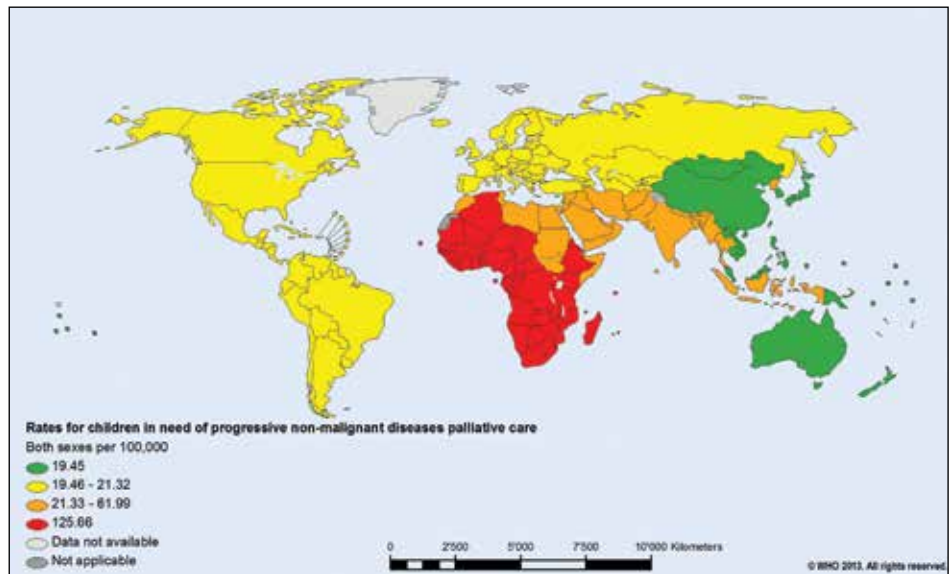 Rates for children in need of progressive non-malignant diseases palliative care
Both sexes per 100,000
19.45
19.46 - 21.32
21.33 - 61.99
125.66
Data not available
Not applicable
0 2'500 5'000 7'500 10'000 Kilometers
© WHO 2013. All rights reserved